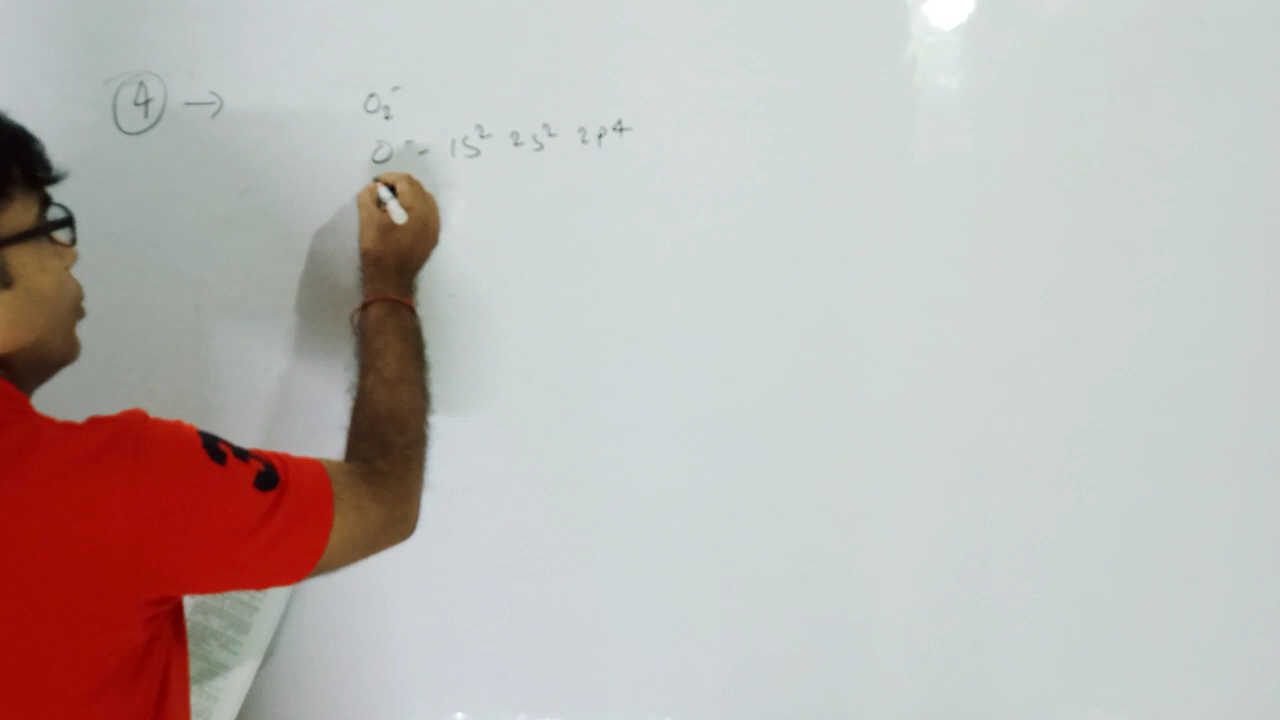 ④ → O₂⁻
O⁻ - 1S² 2s² 2p⁴